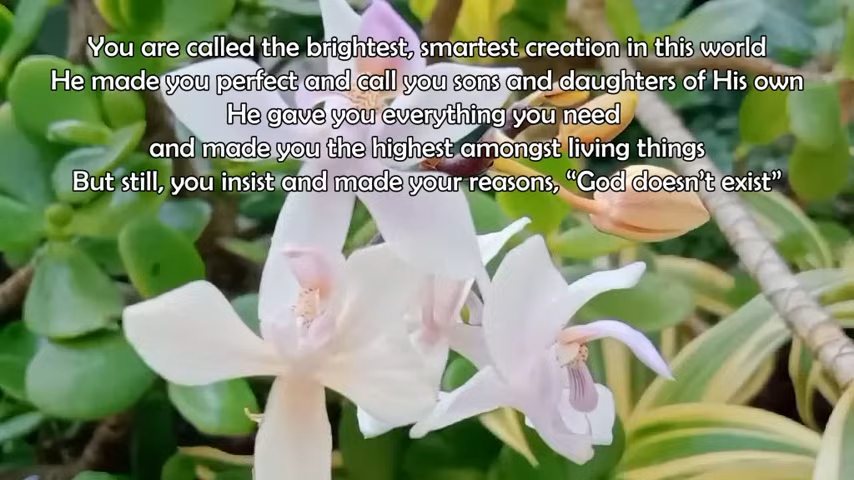 You are called the brightest, smartest creation in this world
He made you perfect and call you sons and daughters of His own
He gave you everything you need
and made you the highest amongst living things
But still, you insist and made your reasons, “God doesn’t exist”